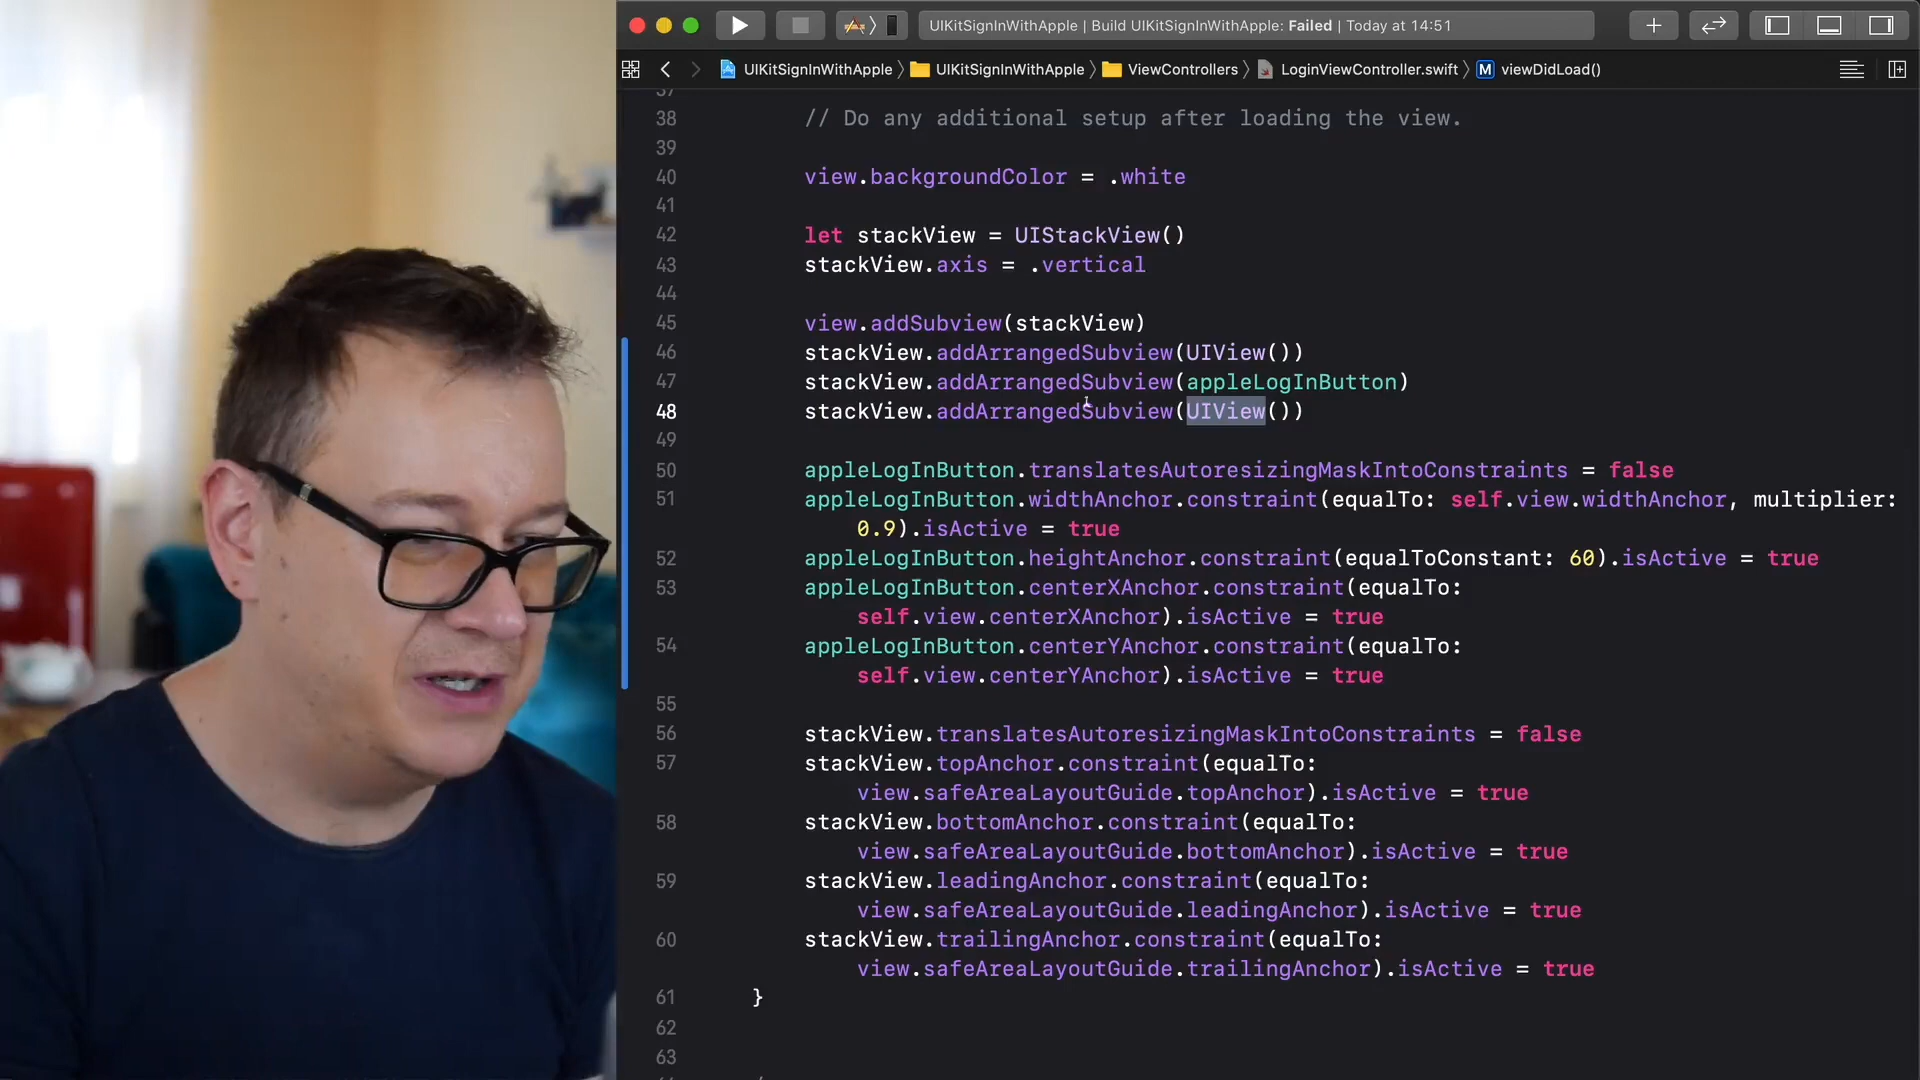 UIKitSignInWithApple | Build UIKitSignInWithApple: Failed | Today at 14:51
UIKitSignInWithApple 〉 UIKitSignInWithApple 〉 ViewControllers 〉 LoginViewController.swift 〉 M viewDidLoad()
37
38 // Do any additional setup after loading the view.
39
40 view.backgroundColor = .white
41
42 let stackView = UIStackView()
43 stackView.axis = .vertical
44
45 view.addSubview(stackView)
46 stackView.addArrangedSubview(UIView())
47 stackView.addArrangedSubview(appleLogInButton)
48 stackView.addArrangedSubview(UIView())
49
50 appleLogInButton.translatesAutoresizingMaskIntoConstraints = false
51 appleLogInButton.widthAnchor.constraint(equalTo: self.view.widthAnchor, multiplier:
0.9).isActive = true
52 appleLogInButton.heightAnchor.constraint(equalToConstant: 60).isActive = true
53 appleLogInButton.centerXAnchor.constraint(equalTo:
self.view.centerXAnchor).isActive = true
54 appleLogInButton.centerYAnchor.constraint(equalTo:
self.view.centerYAnchor).isActive = true
55
56 stackView.translatesAutoresizingMaskIntoConstraints = false
57 stackView.topAnchor.constraint(equalTo:
view.safeAreaLayoutGuide.topAnchor).isActive = true
58 stackView.bottomAnchor.constraint(equalTo:
view.safeAreaLayoutGuide.bottomAnchor).isActive = true
59 stackView.leadingAnchor.constraint(equalTo:
view.safeAreaLayoutGuide.leadingAnchor).isActive = true
60 stackView.trailingAnchor.constraint(equalTo:
view.safeAreaLayoutGuide.trailingAnchor).isActive = true
61 }
62
63